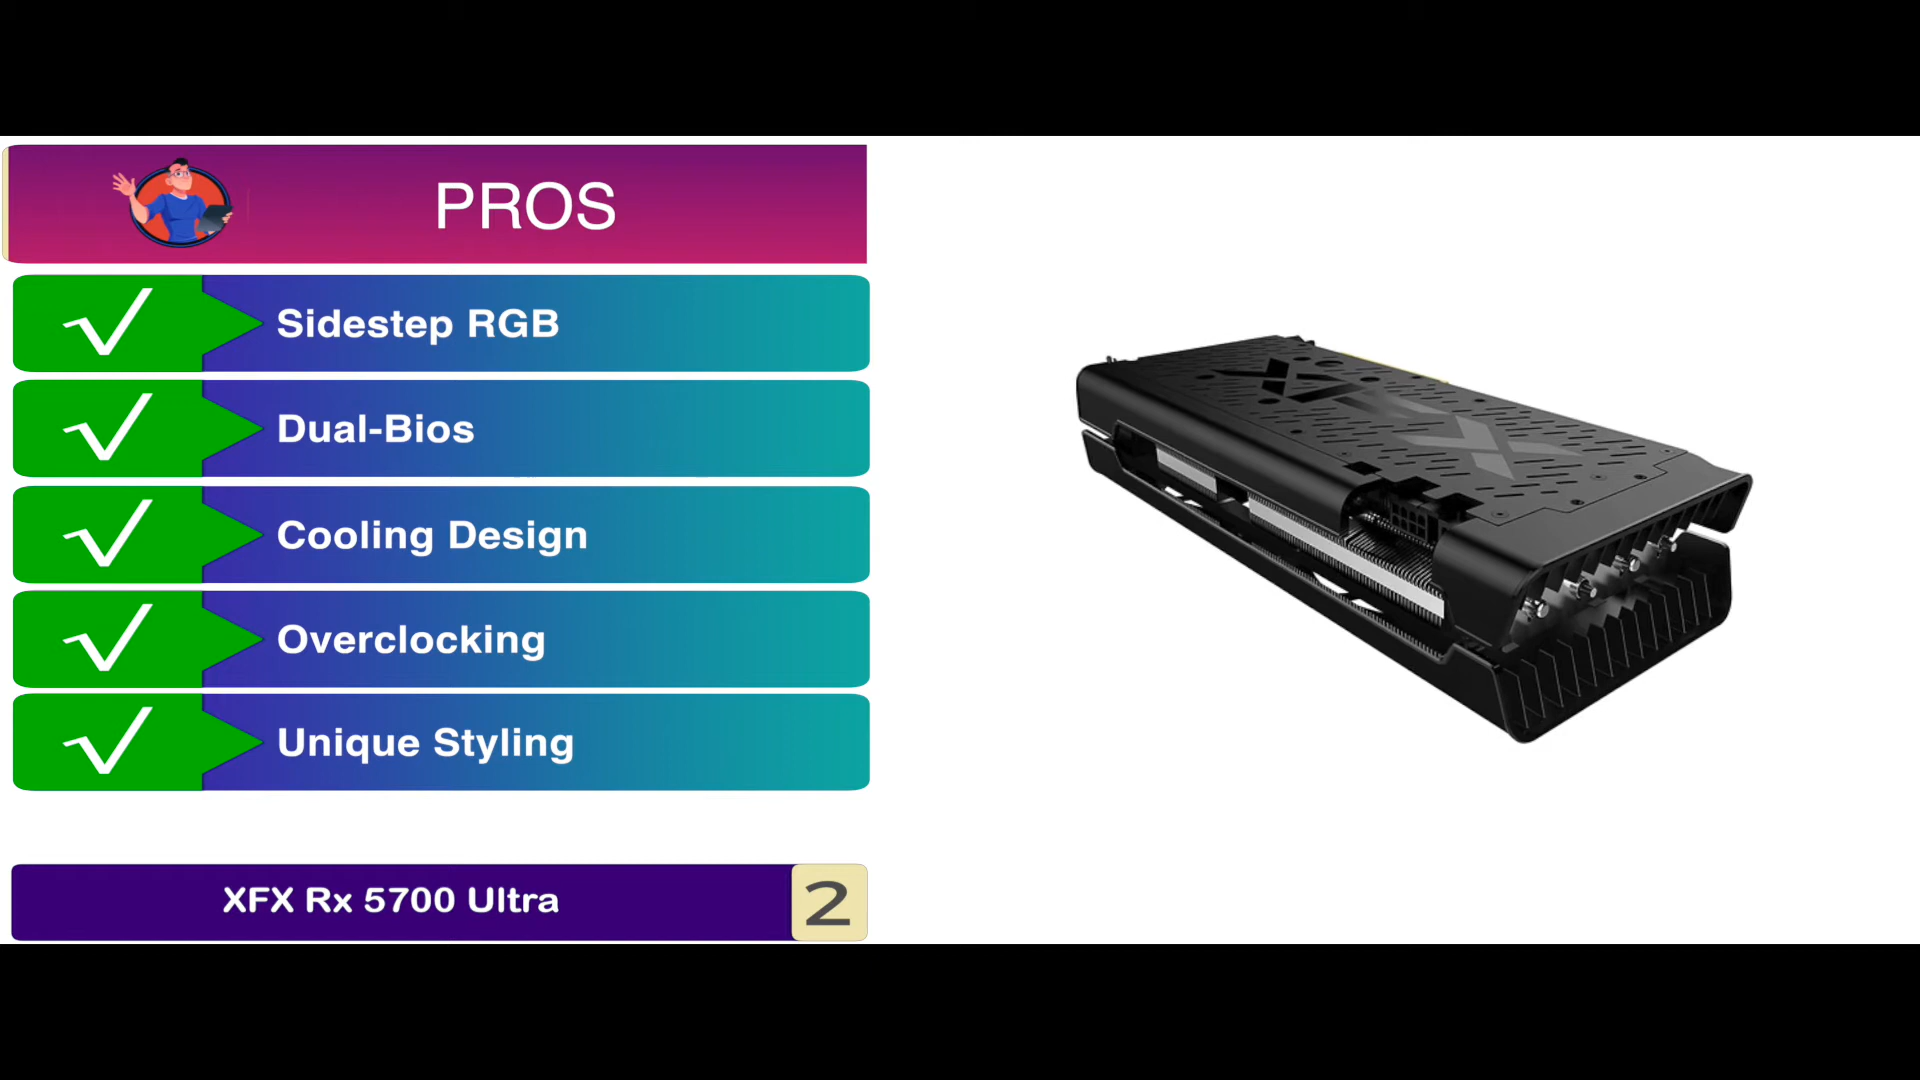 PROS
Sidestep RGB
Dual-Bios
Cooling Design
Overclocking
Unique Styling
XFX Rx 5700 Ultra
2